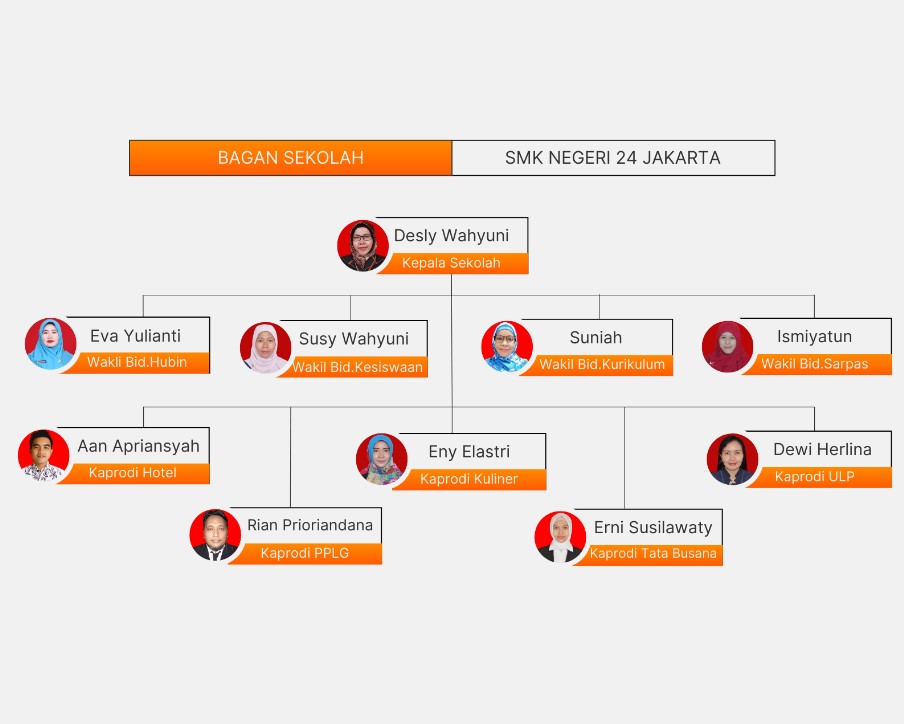 BAGAN SEKOLAH
SMK NEGERI 24 JAKARTA
Desly Wahyuni
Kepala Sekolah
Eva Yulianti
Wakli Bid.Hubin
Susy Wahyuni
Wakil Bid.Kesiswaan
Suniah
Wakil Bid.Kurikulum
Ismiyatun
Wakil Bid.Sarpas
Aan Apriansyah
Kaprodi Hotel
Eny Elastri
Kaprodi Kuliner
Dewi Herlina
Kaprodi ULP
Rian Prioriandana
Kaprodi PPLG
Erni Susilawaty
Kaprodi Tata Busana